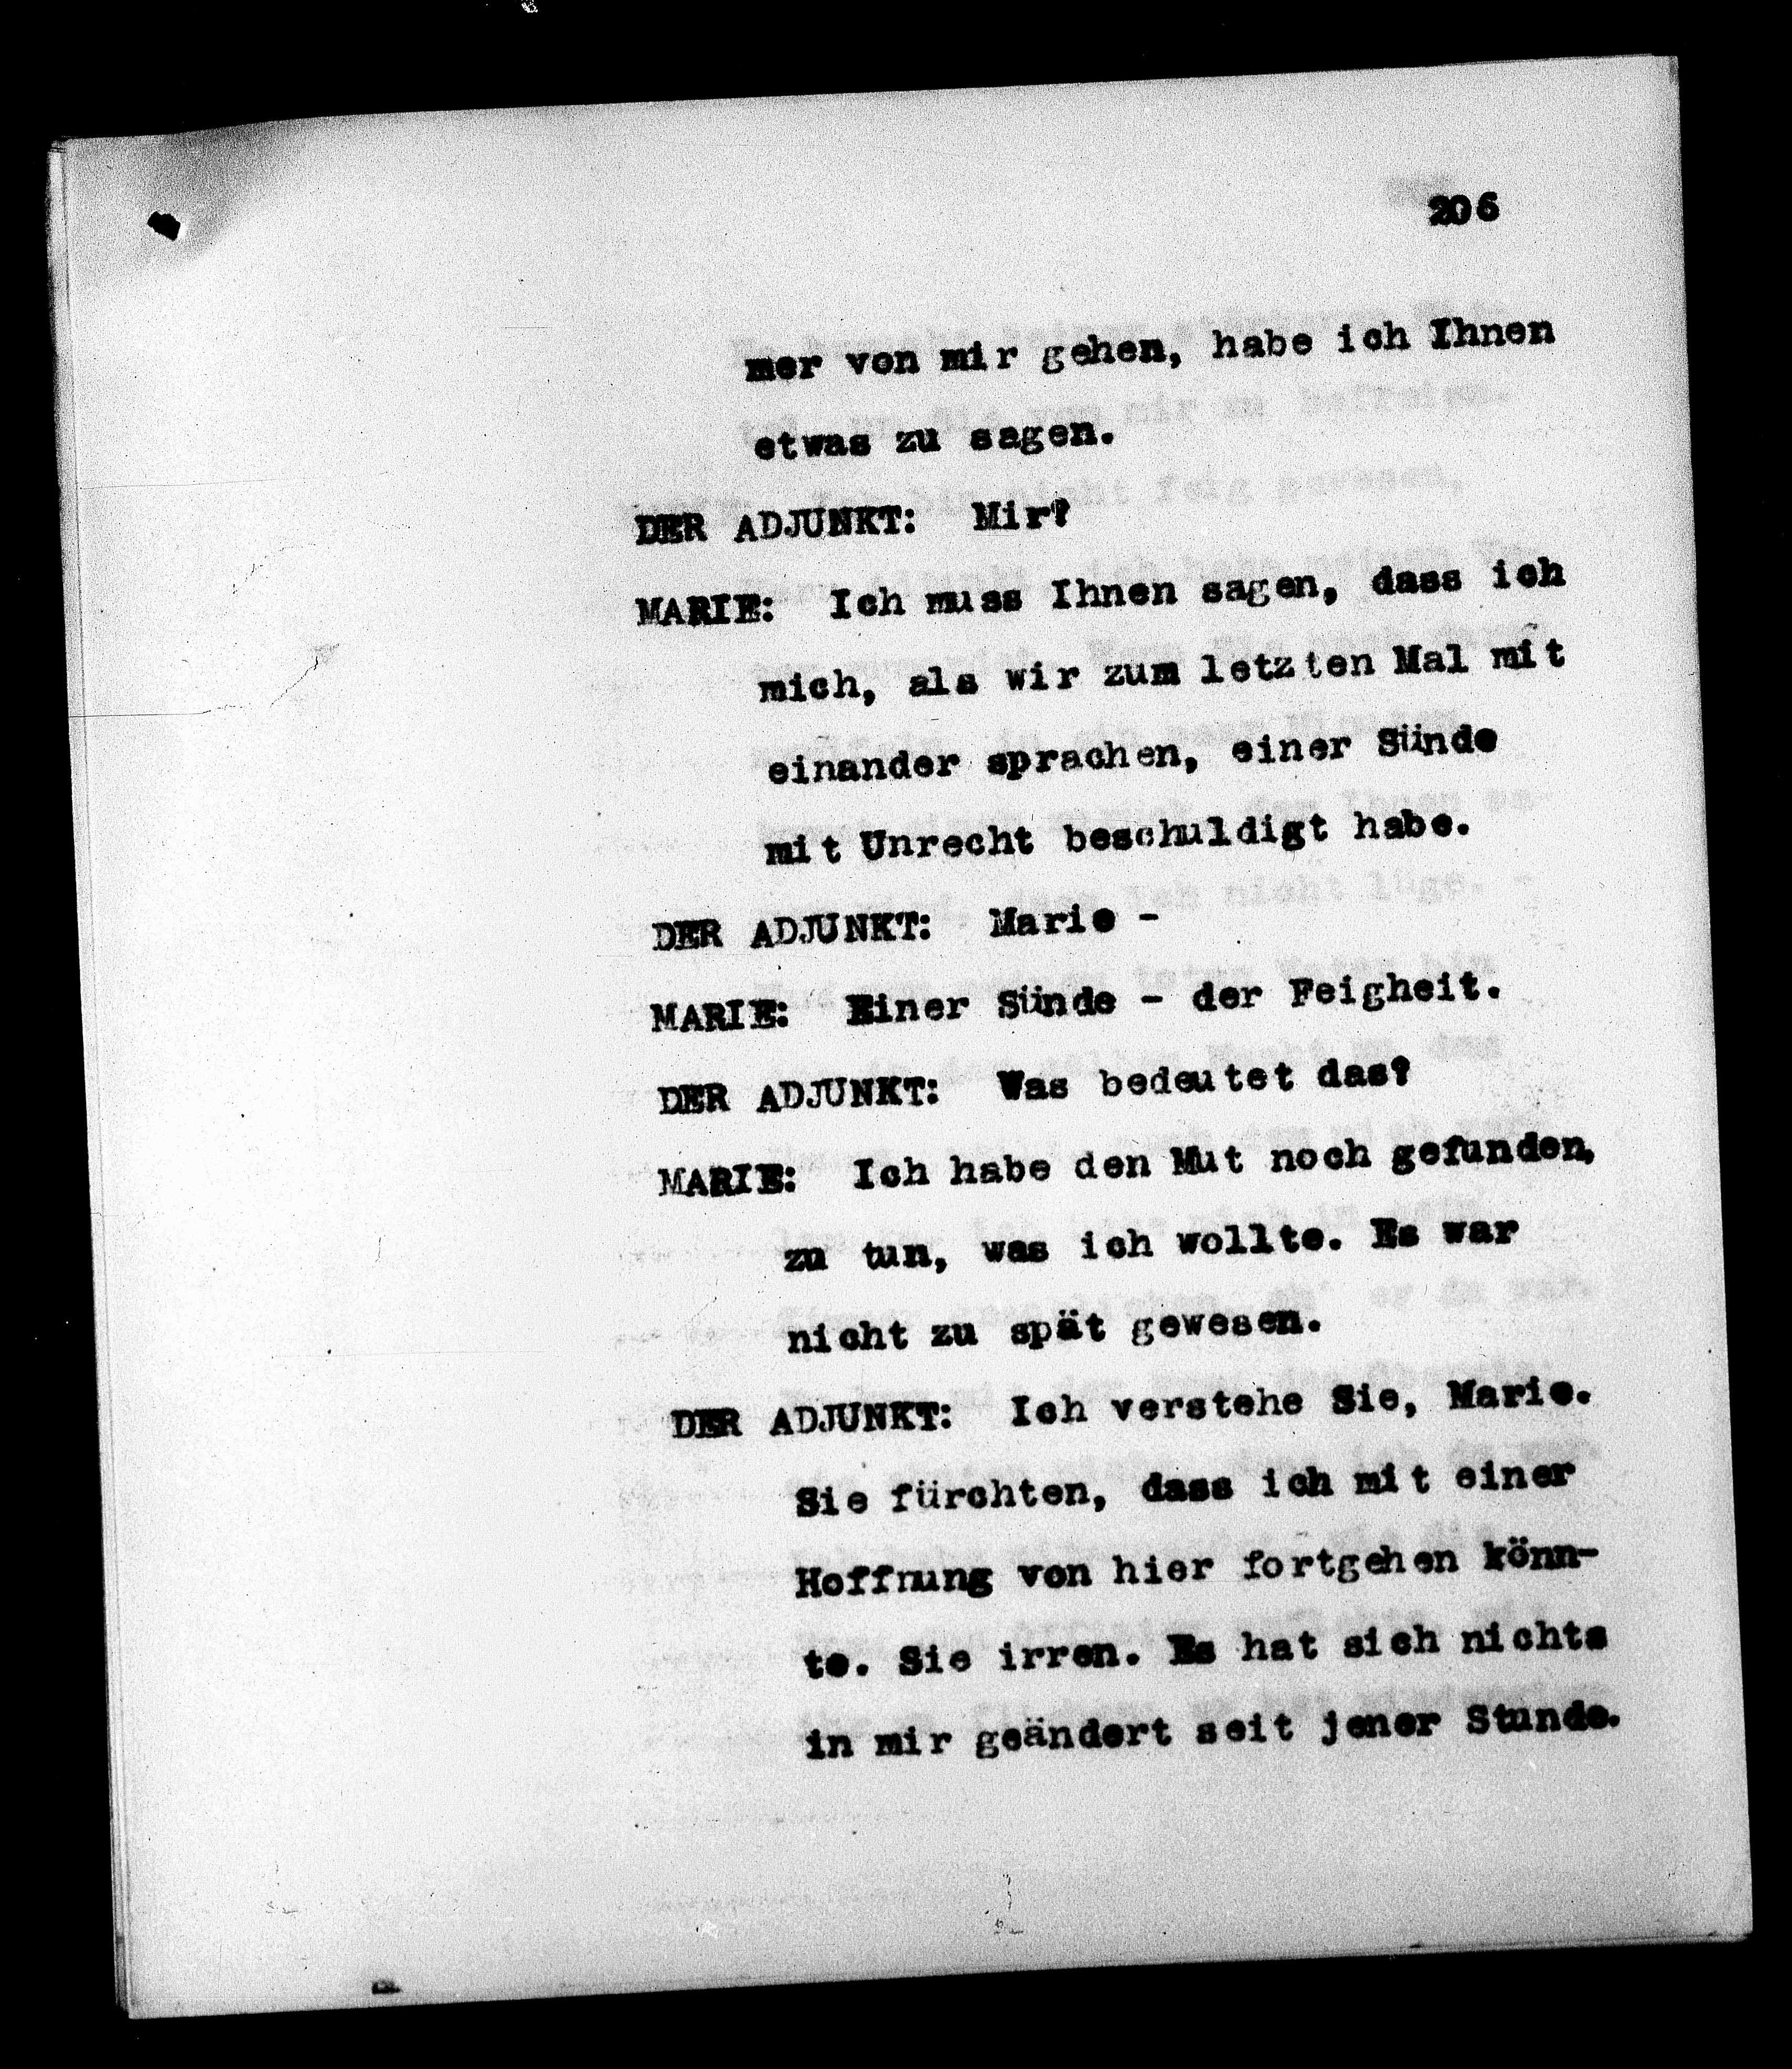 206
mer von mir gehen, habe ich Ihnen
etwas zu sagen.
DER ADJUNKT: Mir?
MARIE: Ich muss Ihnen sagen, dass ich
mich, als wir zum letzten Mal mit
einander sprachen, einer Sünde
mit Unrecht beschuldigt habe.
DER ADJUNKT: Marie -
MARIE: Einer Sünde - der Feigheit.
DER ADJUNKT: Was bedeutet das?
MARIE: Ich habe den Mut noch gefunden,
zu tun, was ich wollte. Es war
nicht zu spät gewesen.
DER ADJUNKT: Ich verstehe Sie, Marie.
Sie fürchten, dass ich mit einer
Hoffnung von hier fortgehen könn-
te. Sie irren. Es hat sich nichts
in mir geändert seit jener Stunde.